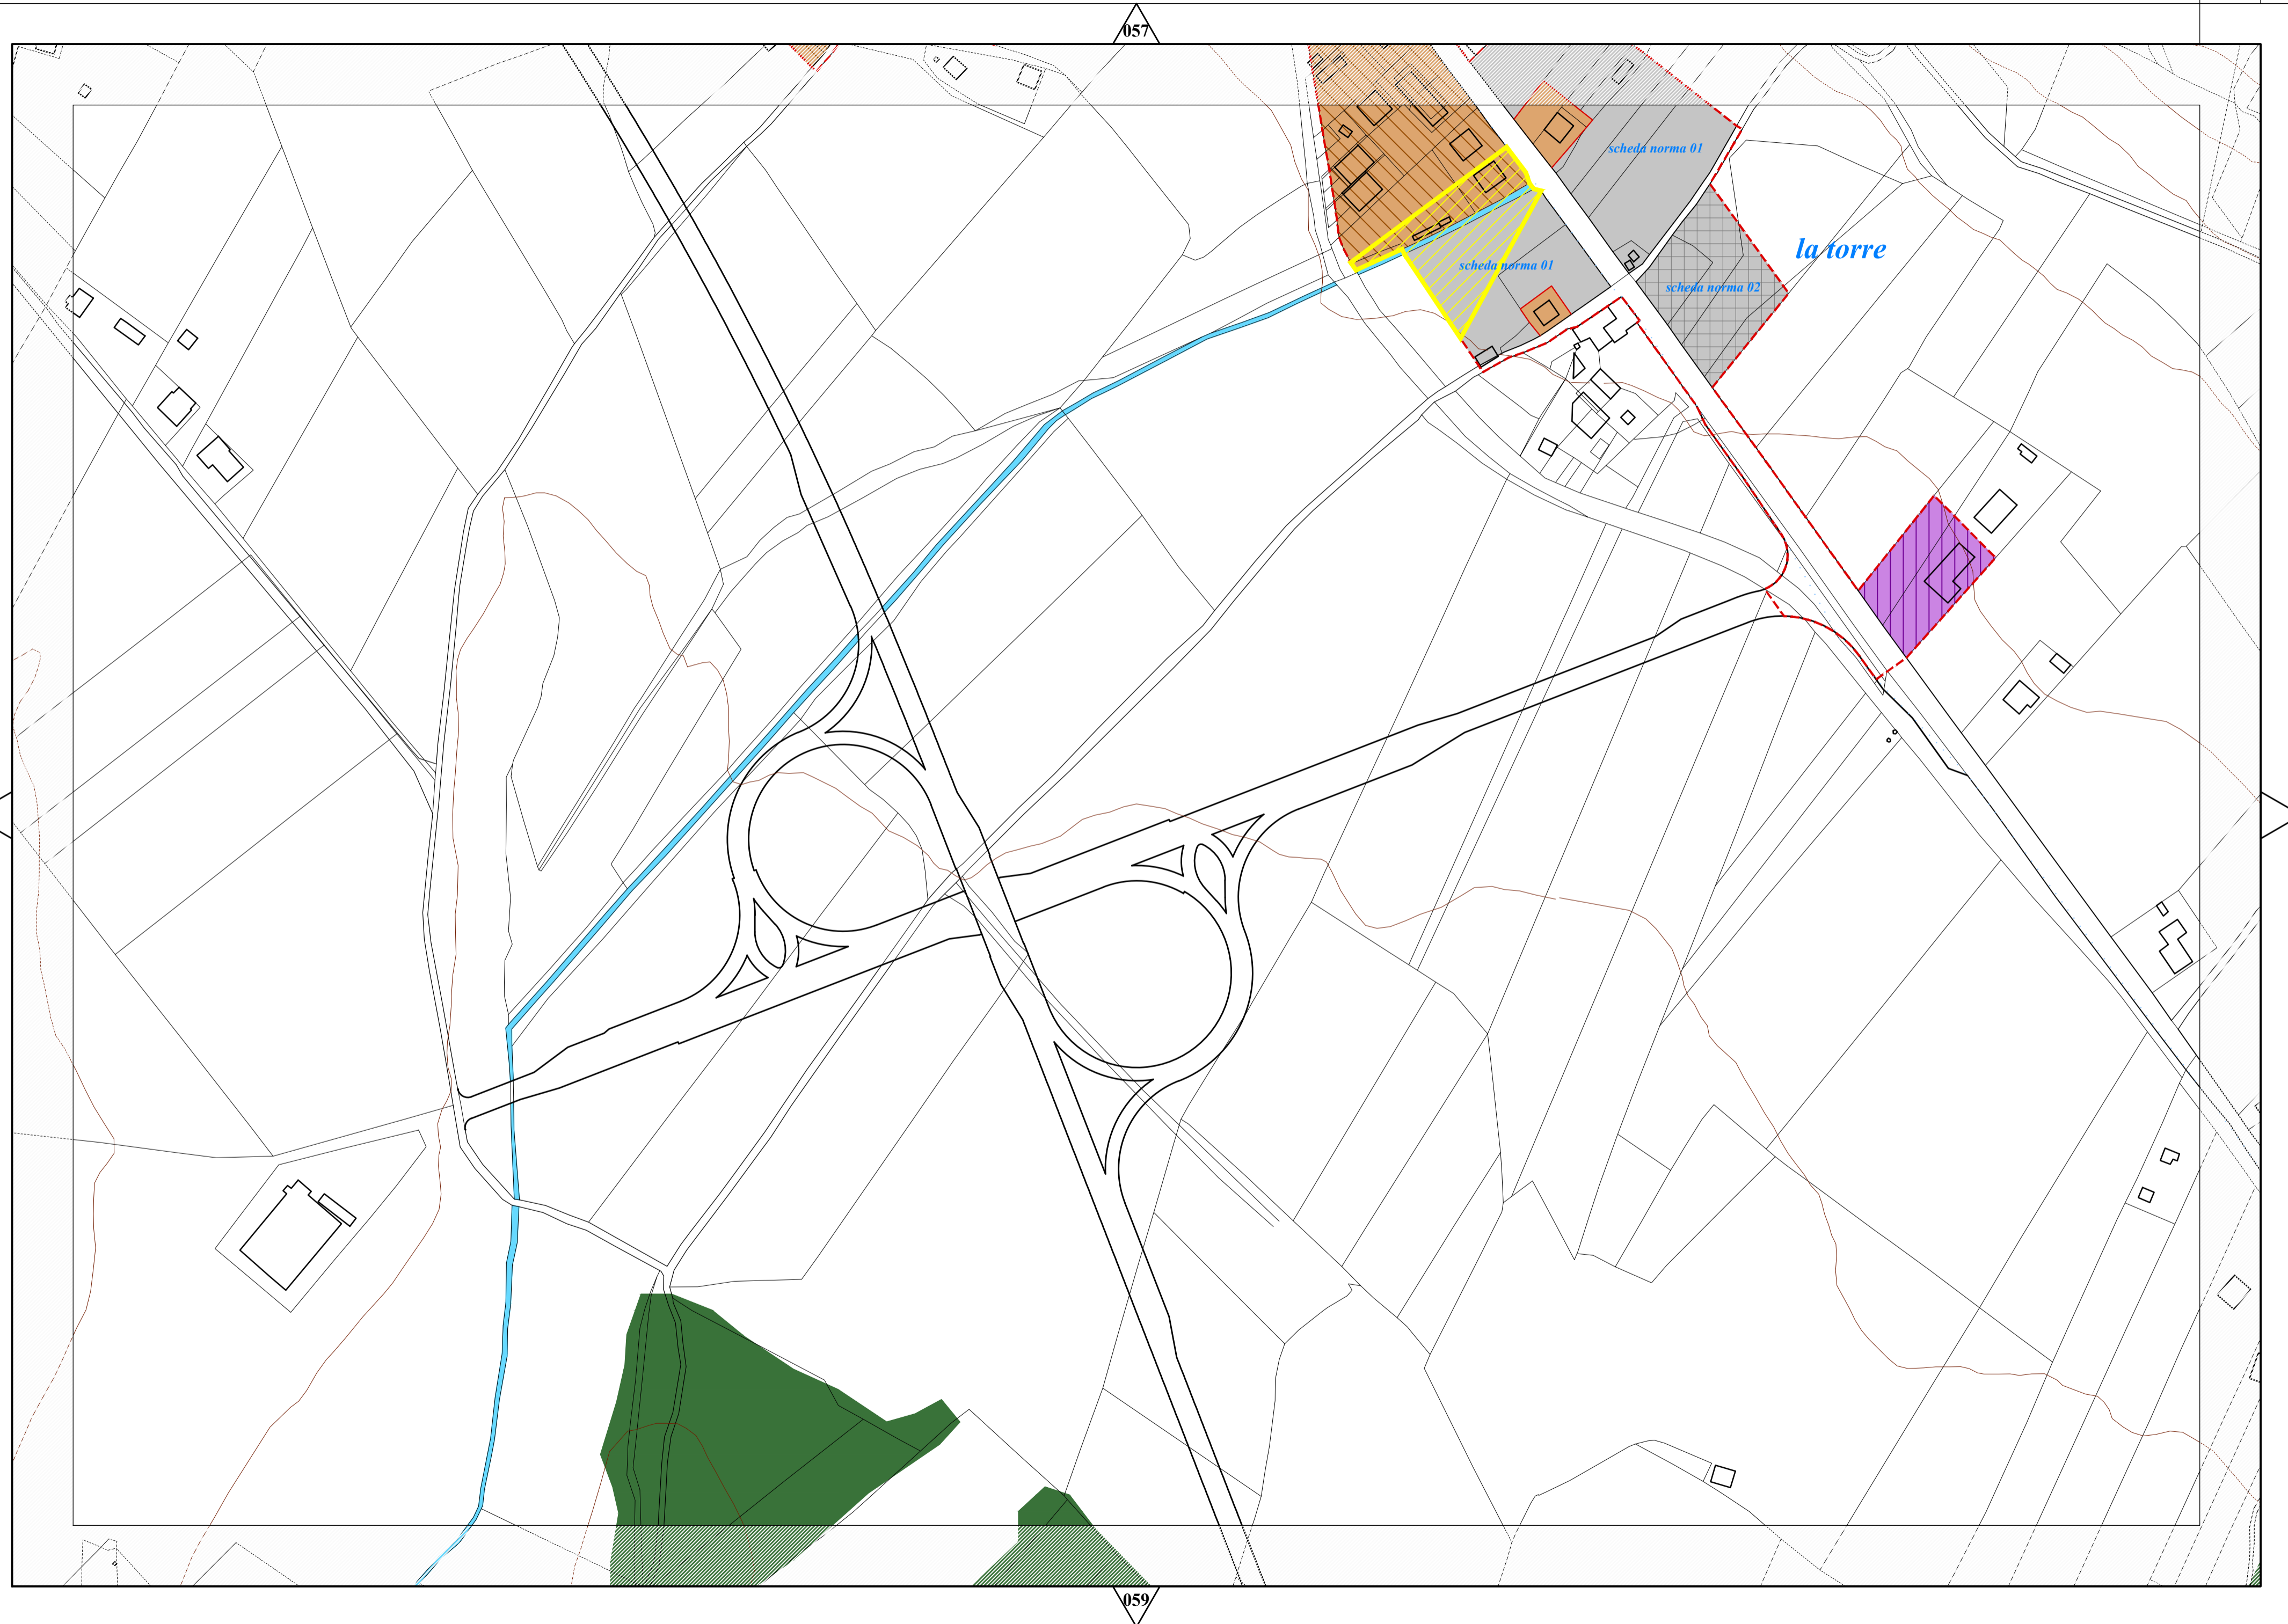 057
scheda norma 01
la torre
scheda norma 01
scheda norma 02
059